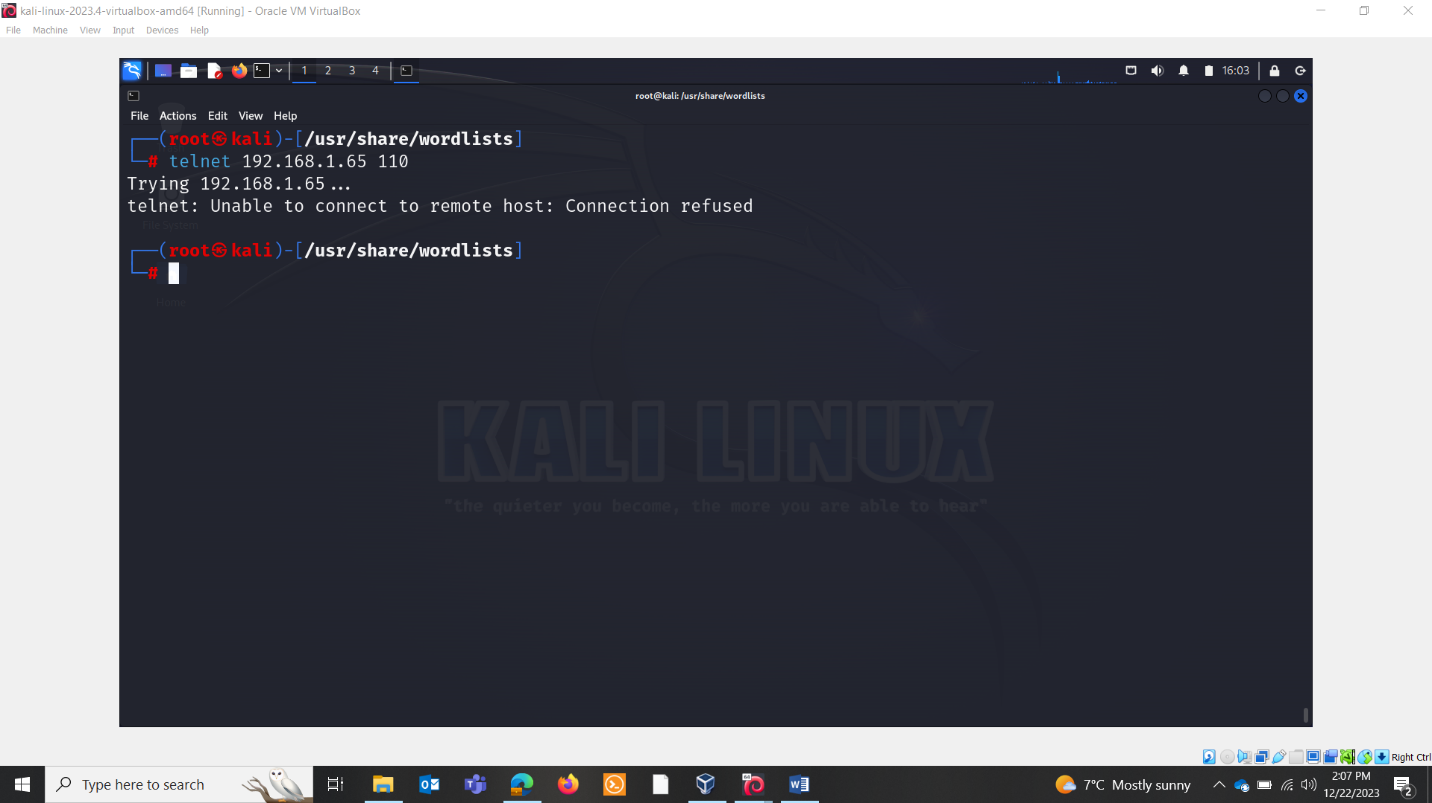 kali-linux-2023.4-virtualbox-amd64 [Running] - Oracle VM VirtualBox
File Machine View Input Devices Help
1 2 3 4 16:03
root@kali: /usr/share/wordlists
File Actions Edit View Help
┌──(root㉿kali)-[/usr/share/wordlists]
└─# telnet 192.168.1.65 110
Trying 192.168.1.65...
telnet: Unable to connect to remote host: Connection refused
File System
┌──(root㉿kali)-[/usr/share/wordlists]
└─#
Home
KALI LINUX
"the quieter you become, the more you are able to hear"
Right Ctrl
Type here to search
7°C Mostly sunny
2:07 PM
12/22/2023
2